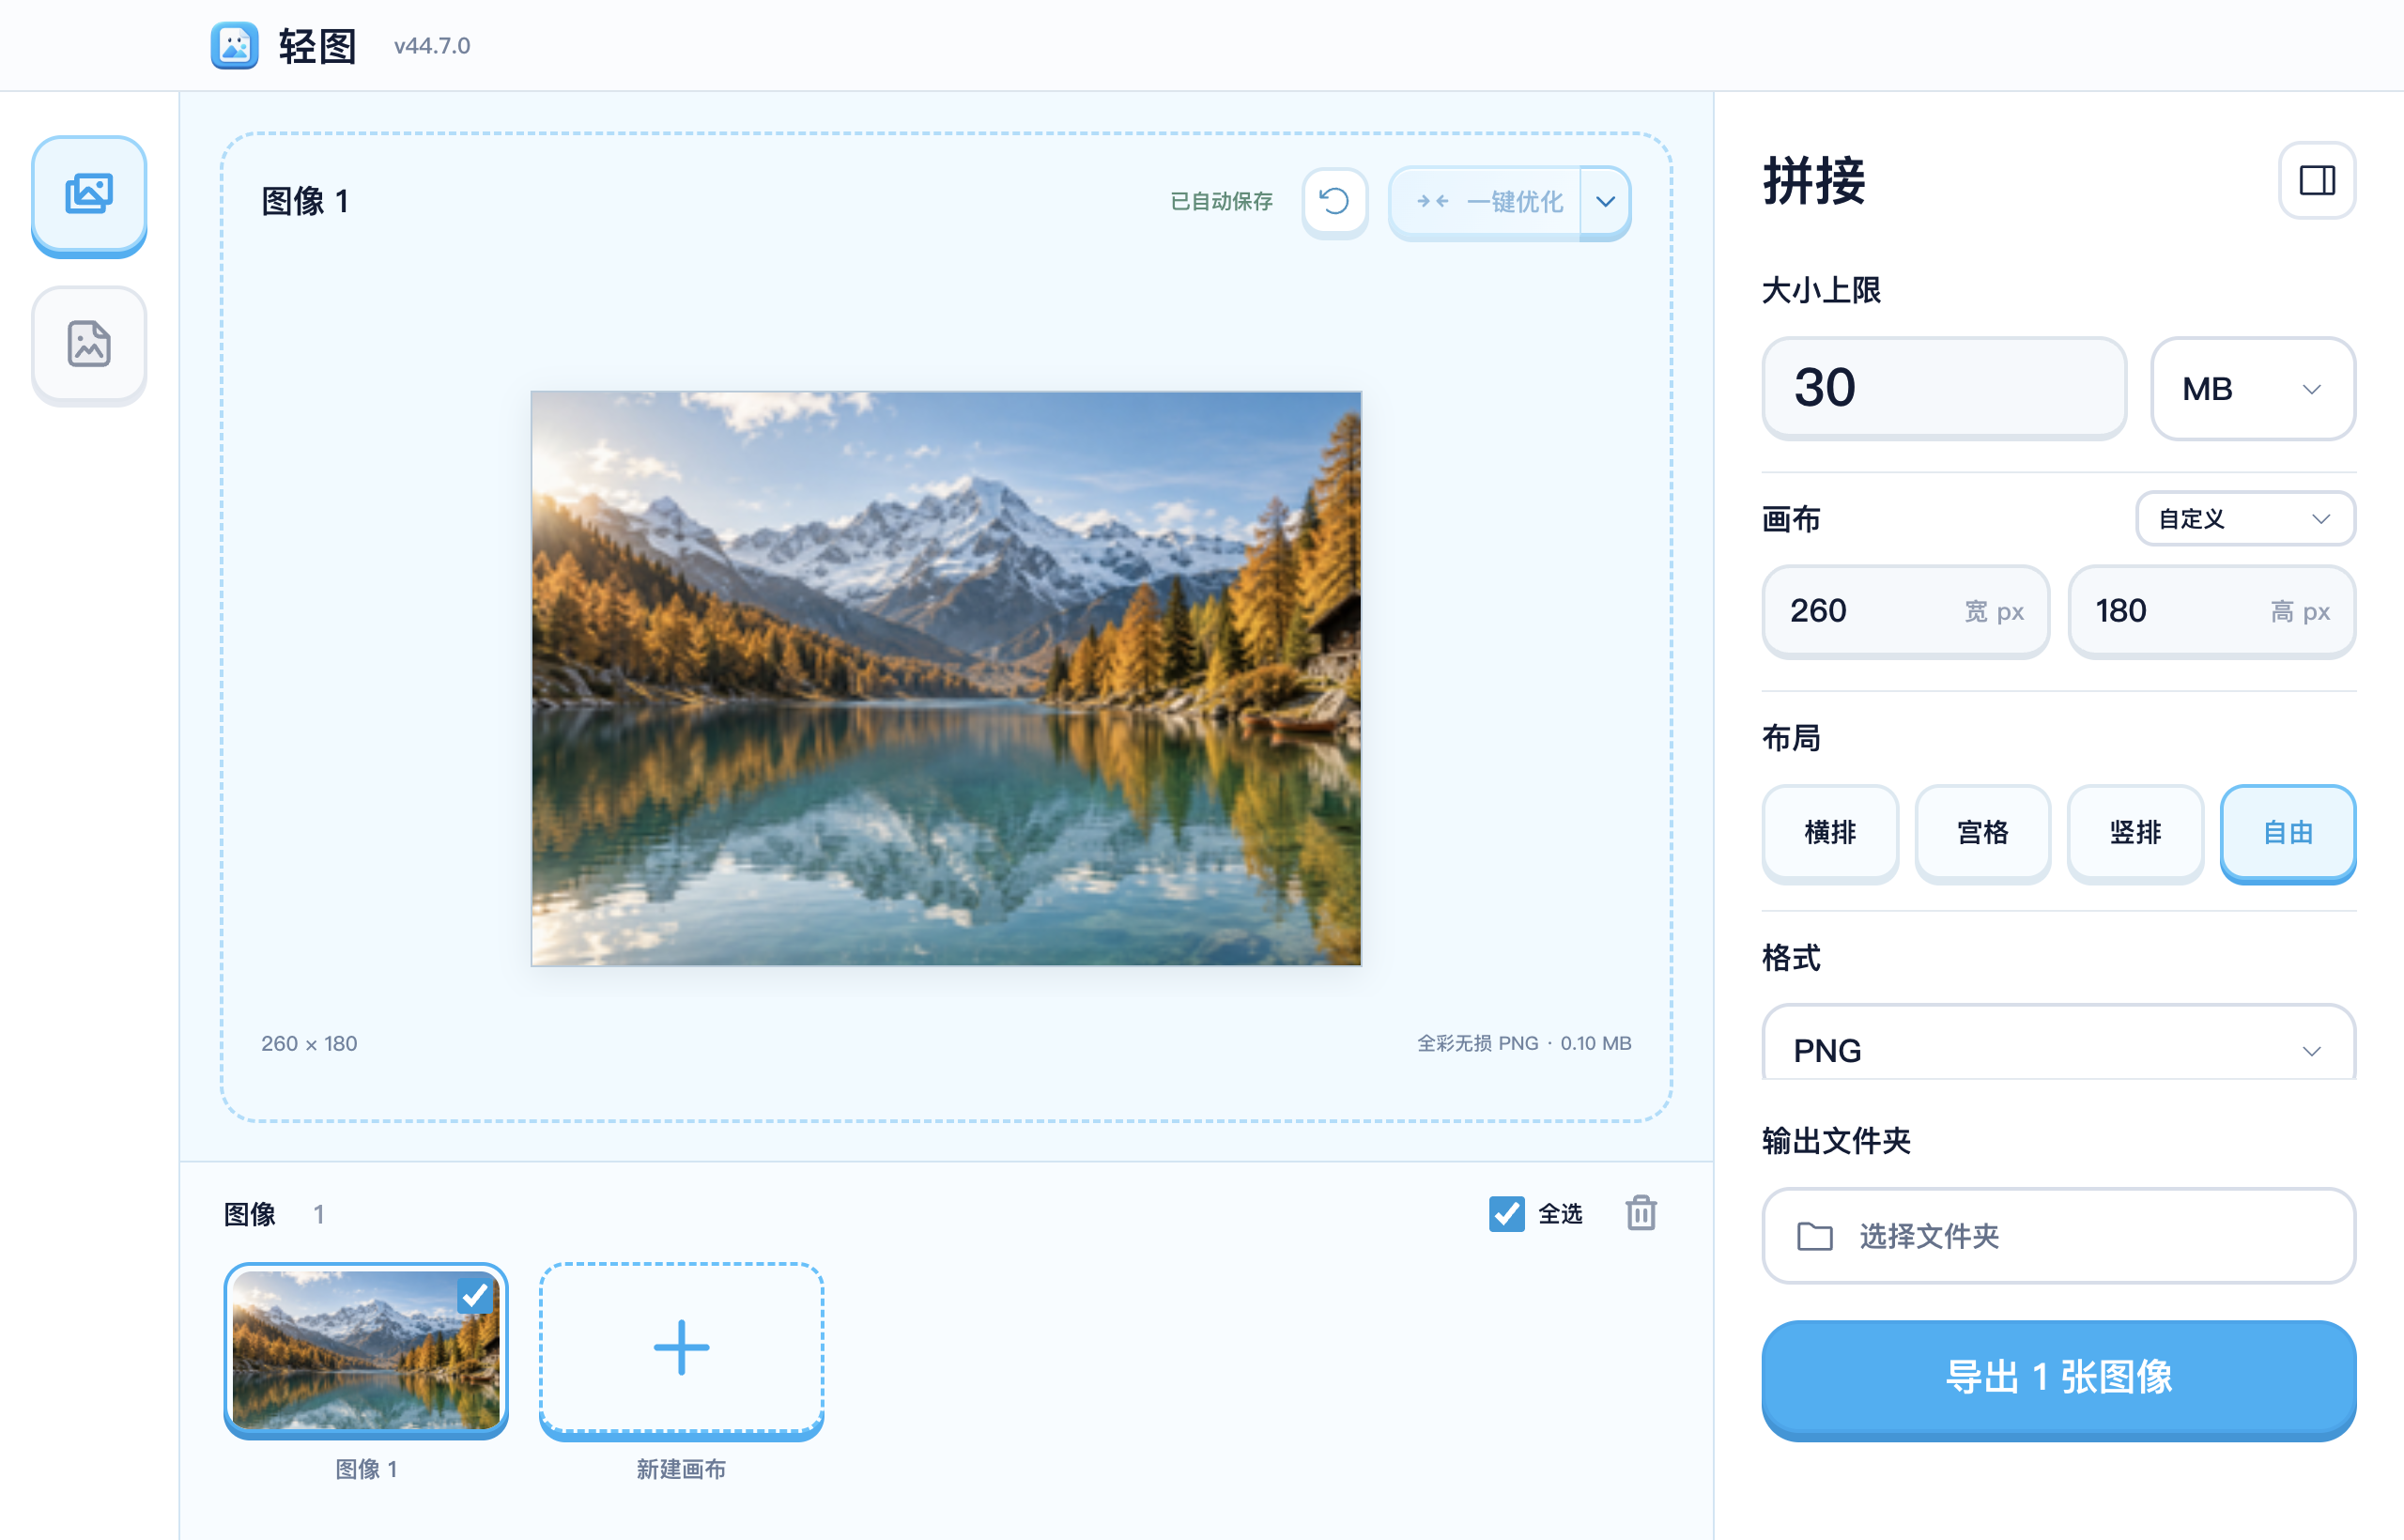 轻图 v44.7.0
图像 1
已自动保存
一键优化
260 × 180
全彩无损 PNG · 0.10 MB
图像 1
全选
图像 1
新建画布
拼接
大小上限
30
MB
画布
自定义
260 宽 px
180 高 px
布局
横排 宫格 竖排 自由
格式
PNG
输出文件夹
选择文件夹
导出 1 张图像